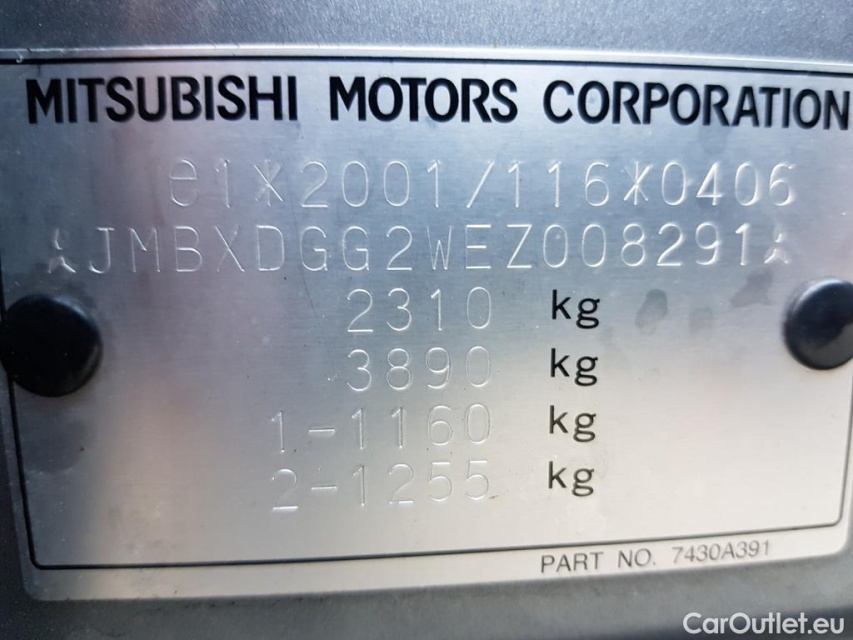 MITSUBISHI MOTORS CORPORATION
e1*2001/116*0406
*JMBXDGG2WEZ008291*
2310 kg
3890 kg
1-1160 kg
2-1255 kg
PART NO. 7430A391
CarOutlet.eu